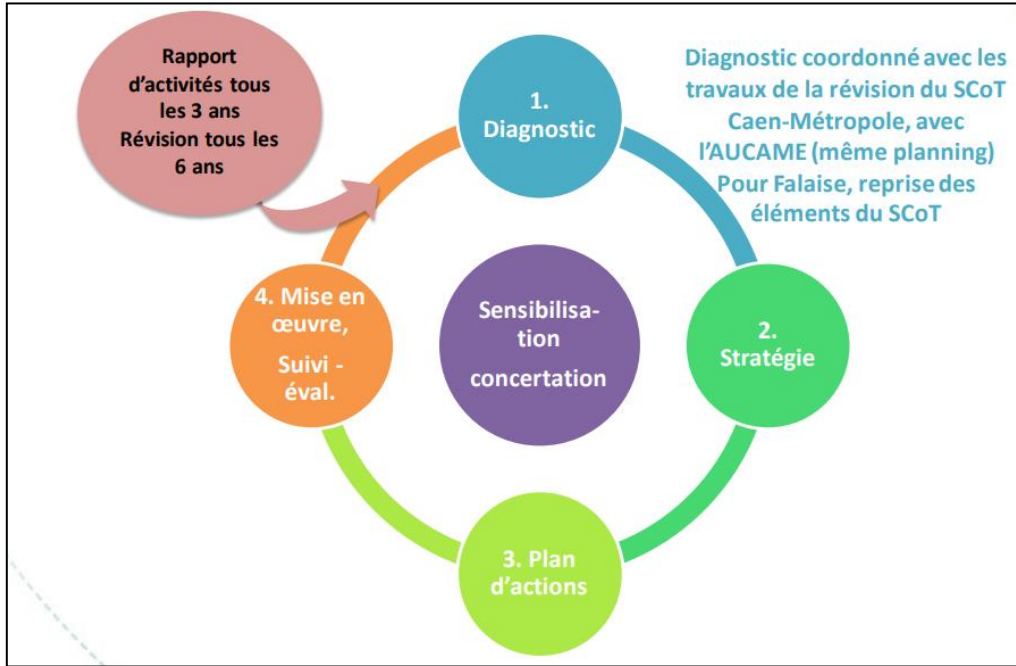 Rapport
d'activités tous
les 3 ans
Révision tous les
6 ans
1.
Diagnostic
Diagnostic coordonné avec les
travaux de la révision du SCoT
Caen-Métropole, avec
l'AUCAME (même planning)
Pour Falaise, reprise des
éléments du SCoT
4. Mise en
œuvre,
Suivi -
éval.
Sensibilisa-
tion
concertation
2.
Stratégie
3. Plan
d'actions